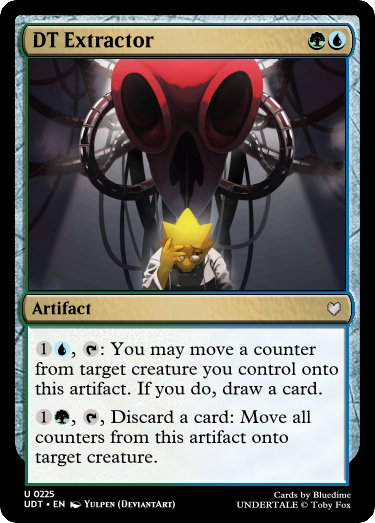 DT Extractor
Artifact
1, : You may move a counter
from target creature you control onto
this artifact. If you do, draw a card.
1, , Discard a card: Move all
counters from this artifact onto
target creature.
U 0225
Cards by Bluedime
UDT • EN Yulpen (DeviantArt)
UNDERTALE © Toby Fox